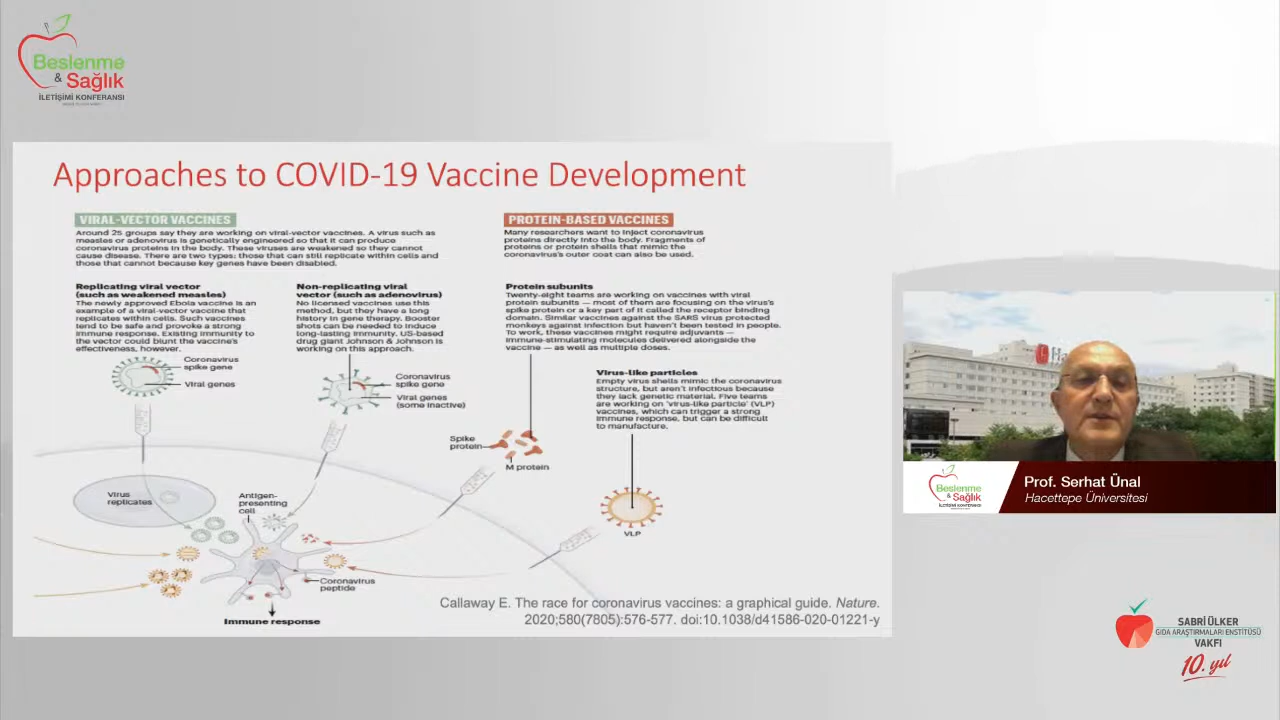 Beslenme
& Sağlık
İLETİŞİMİ KONFERANSI
Approaches to COVID-19 Vaccine Development
VIRAL-VECTOR VACCINES
Around 25 groups say they are working on viral-vector vaccines. A virus such as
measles or adenovirus is genetically engineered so that it can produce
coronavirus proteins in the body. These viruses are weakened so they cannot
cause disease. There are two types: those that can still replicate within cells and
those that cannot because key genes have been disabled.
Replicating viral vector
(such as weakened measles)
The newly approved Ebola vaccine is an
example of a viral-vector vaccine that
replicates within cells. Such vaccines
tend to be safe and provoke a strong
immune response. Existing immunity to
the vector could blunt the vaccine's
effectiveness, however.
Coronavirus
spike gene
Viral genes
Non-replicating viral
vector (such as adenovirus)
No licensed vaccines use this
method, but they have a long
history in gene therapy. Booster
shots can be needed to induce
long-lasting immunity. US-based
drug giant Johnson & Johnson is
working on this approach.
Coronavirus
spike gene
Viral genes
(some inactive)
PROTEIN-BASED VACCINES
Many researchers want to inject coronavirus
proteins directly into the body. Fragments of
proteins or protein shells that mimic the
coronavirus's outer coat can also be used.
Protein subunits
Twenty-eight teams are working on vaccines with viral
protein subunits — most of them are focusing on the virus's
spike protein or a key part of it called the receptor binding
domain. Similar vaccines against the SARS virus protected
monkeys against infection but haven't been tested in people.
To work, these vaccines might require adjuvants —
immune-stimulating molecules delivered alongside the
vaccine — as well as multiple doses.
Virus-like particles
Empty virus shells mimic the coronavirus
structure, but aren't infectious because
they lack genetic material. Five teams
are working on 'virus-like particle' (VLP)
vaccines, which can trigger a strong
immune response, but can be difficult
to manufacture.
Spike
protein
M protein
VLP
Virus
replicates
Antigen-
presenting
cell
Coronavirus
peptide
Immune response
Callaway E. The race for coronavirus vaccines: a graphical guide. Nature.
2020;580(7805):576-577. doi:10.1038/d41586-020-01221-y
Beslenme
& Sağlık
İLETİŞİMİ KONFERANSI
Prof. Serhat Ünal
Hacettepe Üniversitesi
SABRİ ÜLKER
GIDA ARAŞTIRMALARI ENSTİTÜSÜ
VAKFI
10. yıl